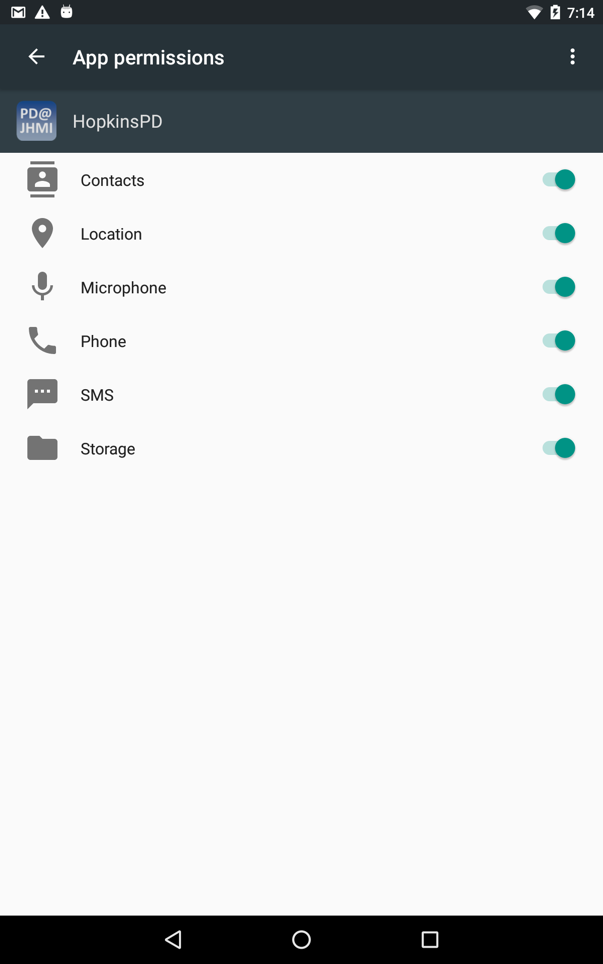 7:14
App permissions
PD@
JHMI
HopkinsPD
Contacts
Location
Microphone
Phone
SMS
Storage